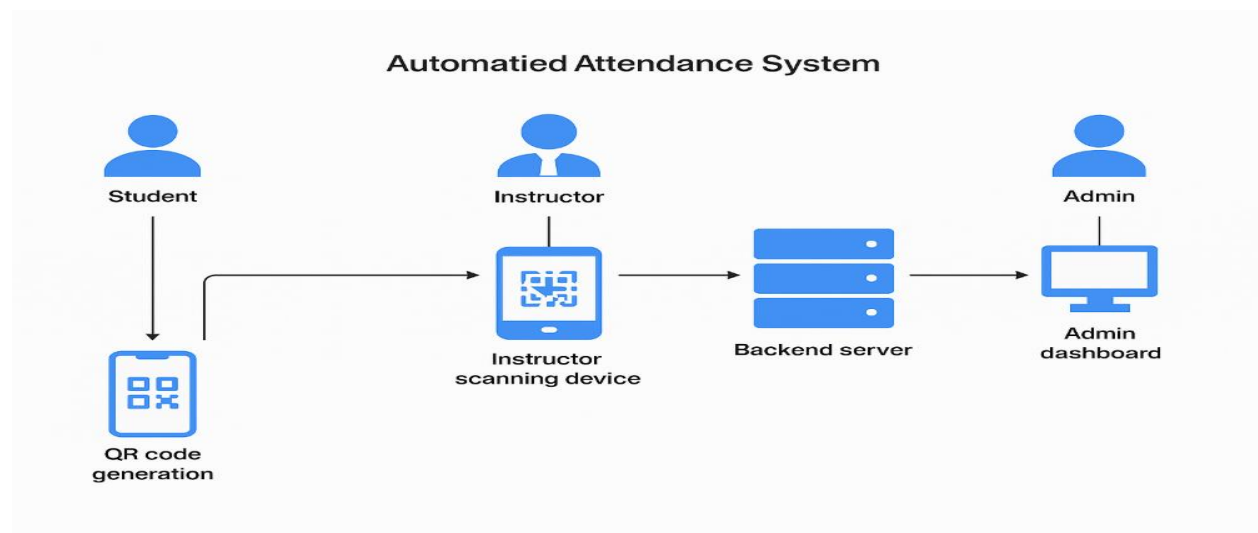 Automatied Attendance System
Student
Instructor
Admin
QR code
generation
Instructor
scanning device
Backend server
Admin
dashboard